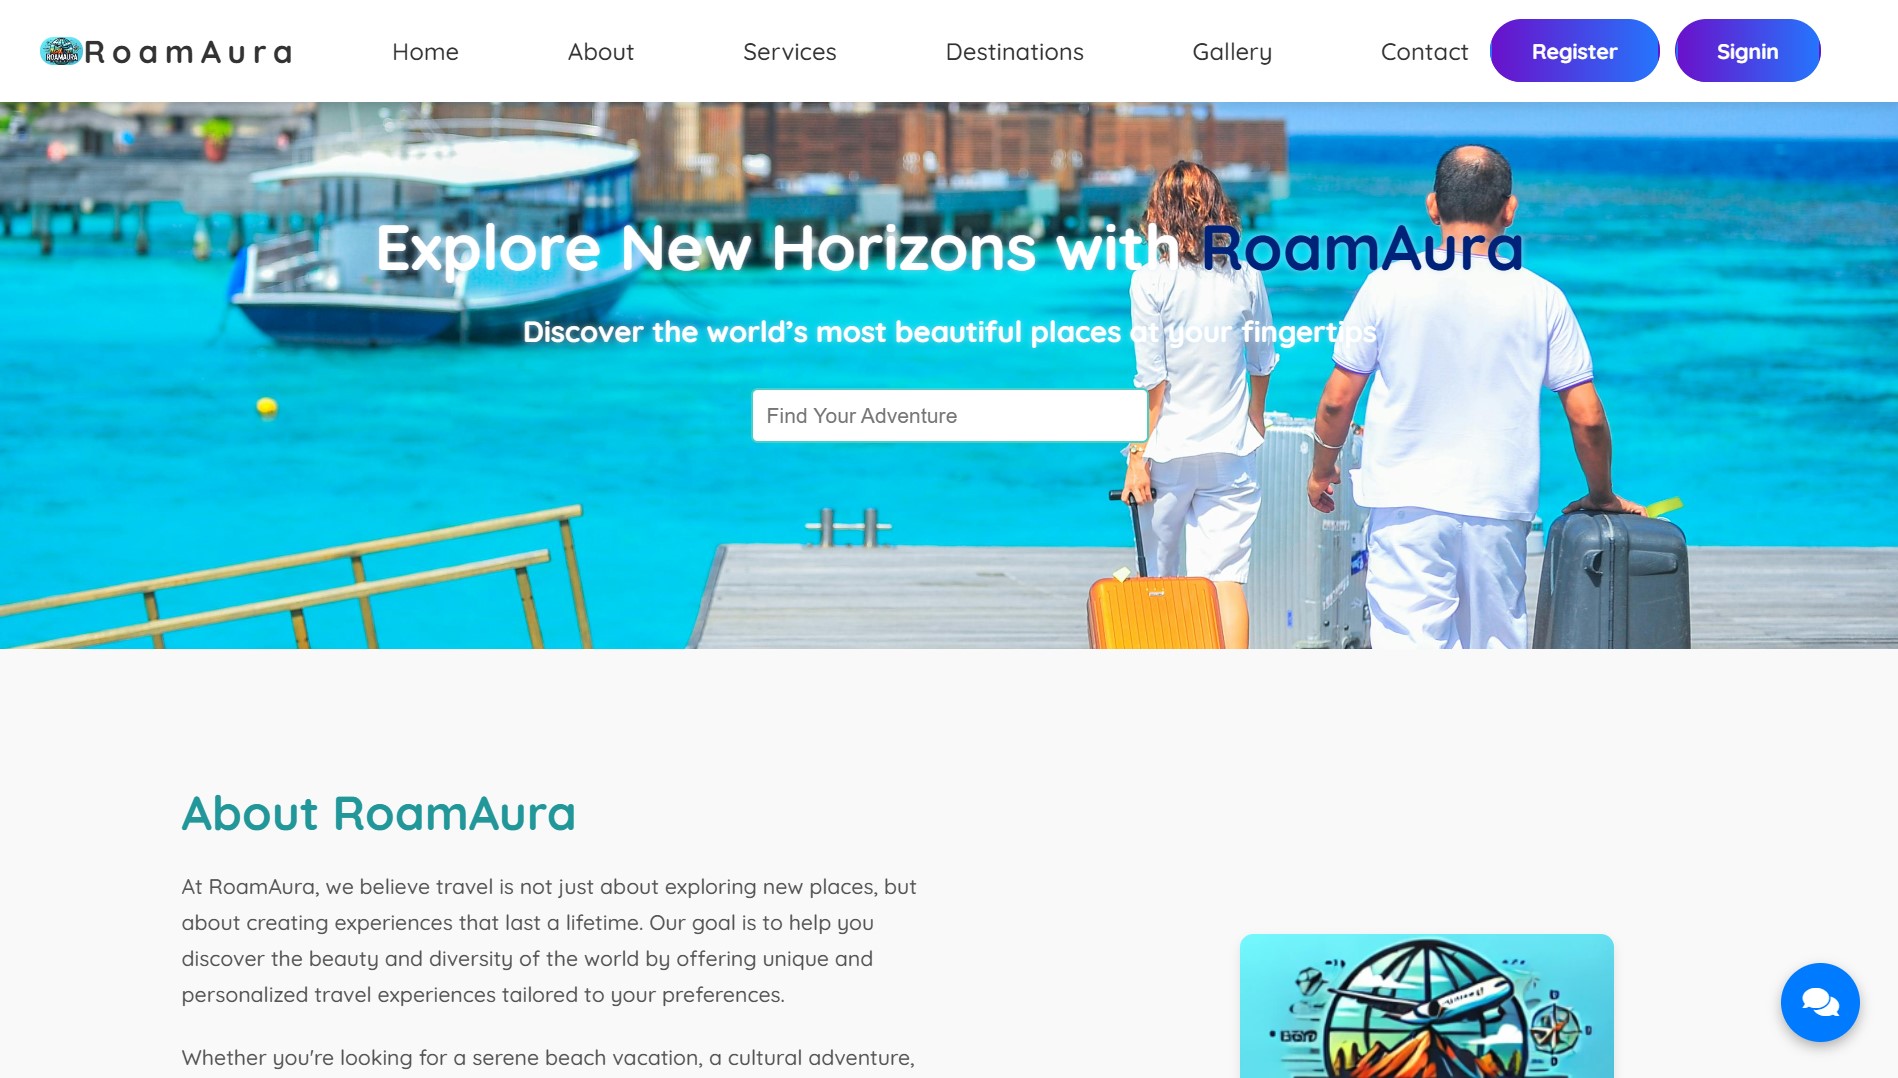 RoamAura
Home
About
Services
Destinations
Gallery
Contact
Register
Signin
Explore New Horizons with RoamAura
Discover the world’s most beautiful places at your fingertips
Find Your Adventure
About RoamAura
At RoamAura, we believe travel is not just about exploring new places, but
about creating experiences that last a lifetime. Our goal is to help you
discover the beauty and diversity of the world by offering unique and
personalized travel experiences tailored to your preferences.
Whether you're looking for a serene beach vacation, a cultural adventure,